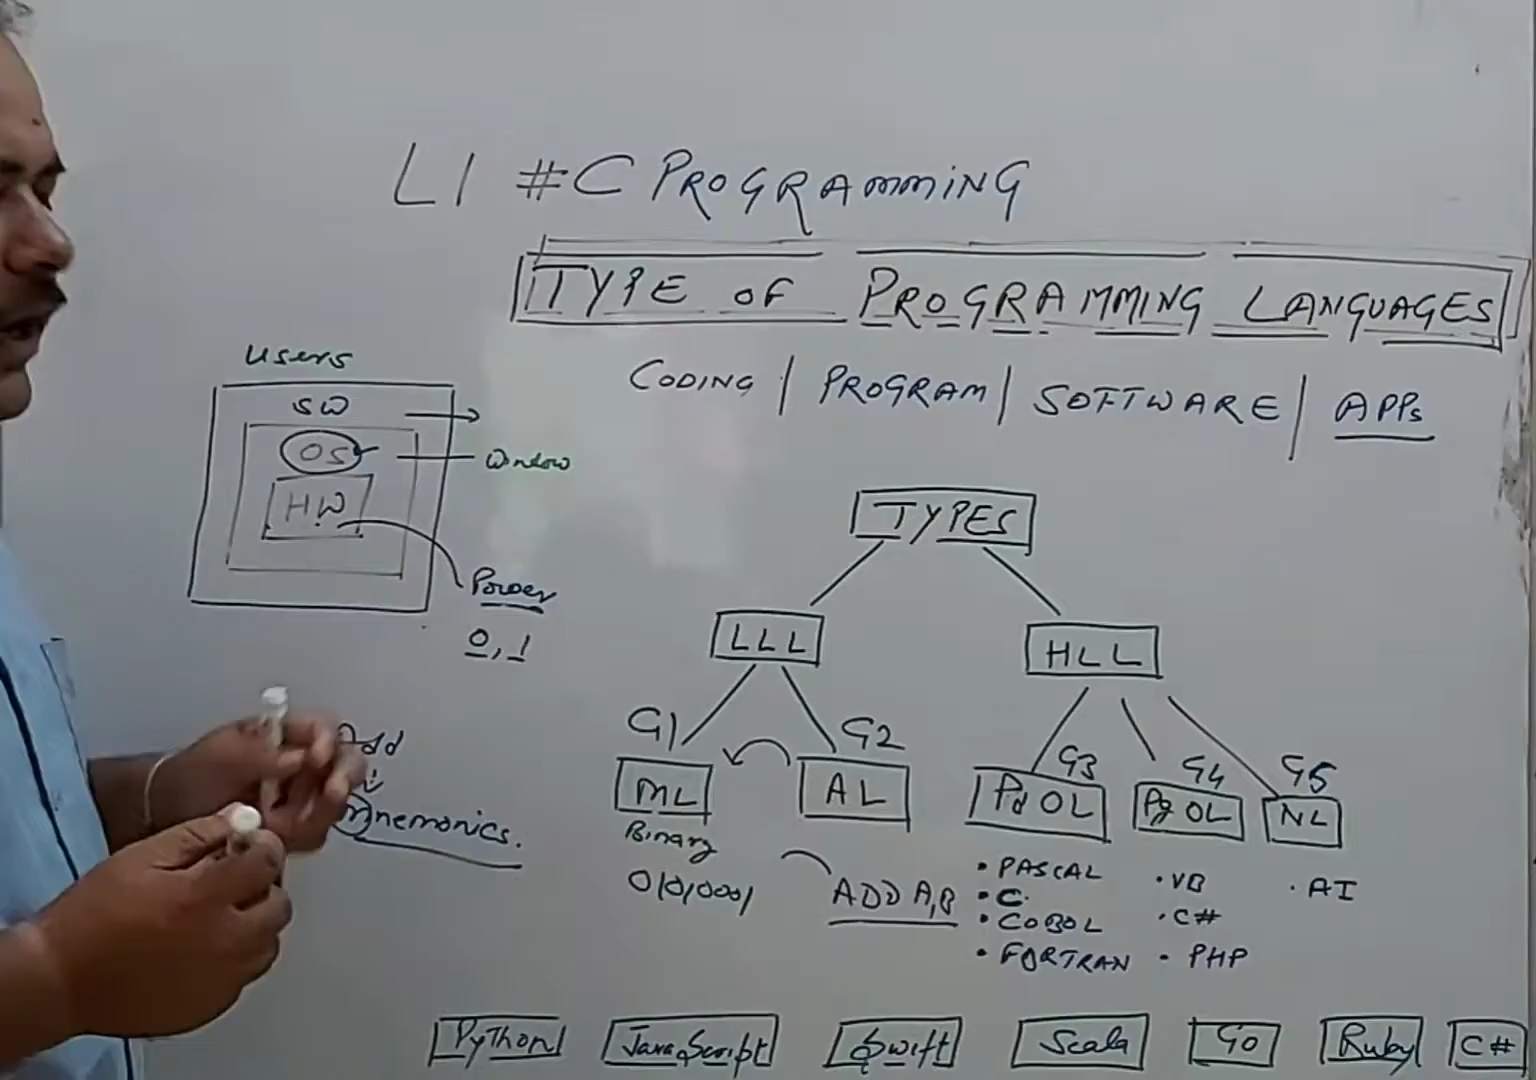 L1 #C PROGRAMMING
TYPE OF PROGRAMMING LANGUAGES
CODING | PROGRAM | SOFTWARE | APPs
Users
SW
OS
Window
HW
Power
0, 1
Add
Mnemonics.
TYPES
LLL
HLL
G1
G2
G3
G4
G5
ML
AL
Pd OL
Pg OL
NL
Binary
ADD A,B
• PASCAL
• C.
• COBOL
• FORTRAN
• VB
• C#
• PHP
• AI
Python
JavaScript
Swift
Scala
Go
Ruby
C#